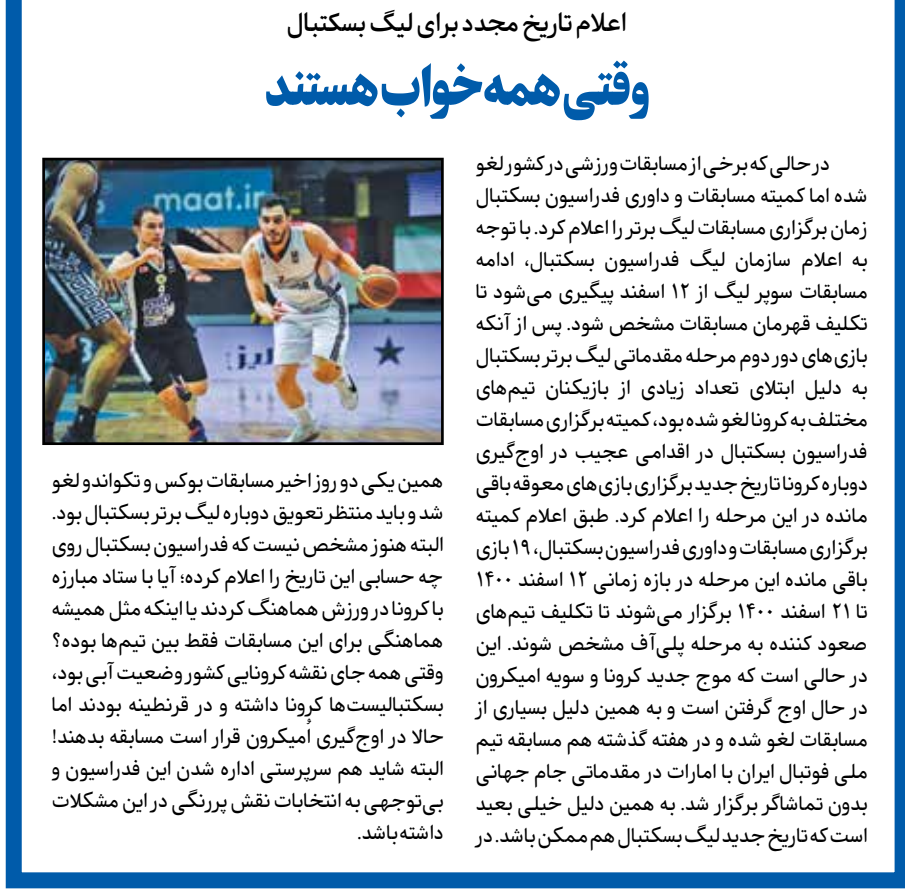 اعلام تاریخ مجدد برای لیگ بسکتبال
وقتی همه خواب هستند
در حالی که برخی از مسابقات ورزشی در کشور لغو
شده اما کمیته مسابقات و داوری فدراسیون بسکتبال
زمان برگزاری مسابقات لیگ برتر را اعلام کرد. با توجه
به اعلام سازمان لیگ فدراسیون بسکتبال، ادامه
مسابقات سوپر لیگ از ۱۲ اسفند پیگیری می‌شود تا
تکلیف قهرمان مسابقات مشخص شود. پس از آنکه
بازی‌های دور دوم مرحله مقدماتی لیگ برتر بسکتبال
به دلیل ابتلای تعداد زیادی از بازیکنان تیم‌های
مختلف به کرونا لغو شده بود، کمیته برگزاری مسابقات
فدراسیون بسکتبال در اقدامی عجیب در اوج‌گیری
دوباره کرونا تاریخ جدید برگزاری بازی‌های معوقه باقی
مانده در این مرحله را اعلام کرد. طبق اعلام کمیته
برگزاری مسابقات و داوری فدراسیون بسکتبال، ۱۹ بازی
باقی مانده این مرحله در بازه زمانی ۱۲ اسفند ۱۴۰۰
تا ۲۱ اسفند ۱۴۰۰ برگزار می‌شوند تا تکلیف تیم‌های
صعود کننده به مرحله پلی‌آف مشخص شوند. این
در حالی است که موج جدید کرونا و سویه امیکرون
در حال اوج گرفتن است و به همین دلیل بسیاری از
مسابقات لغو شده و در هفته گذشته هم مسابقه تیم
ملی فوتبال ایران با امارات در مقدماتی جام جهانی
بدون تماشاگر برگزار شد. به همین دلیل خیلی بعید
است که تاریخ جدید لیگ بسکتبال هم ممکن باشد. در
maat.ir
همین یکی دو روز اخیر مسابقات بوکس و تکواندو لغو
شد و باید منتظر تعویق دوباره لیگ برتر بسکتبال بود.
البته هنوز مشخص نیست که فدراسیون بسکتبال روی
چه حسابی این تاریخ را اعلام کرده؛ آیا با ستاد مبارزه
با کرونا در ورزش هماهنگ کردند یا اینکه مثل همیشه
هماهنگی برای این مسابقات فقط بین تیم‌ها بوده؟
وقتی همه جای نقشه کرونایی کشور وضعیت آبی بود،
بسکتبالیست‌ها کرونا داشته و در قرنطینه بودند اما
حالا در اوج‌گیری اُمیکرون قرار است مسابقه بدهند!
البته شاید هم سرپرستی اداره شدن این فدراسیون و
بی‌توجهی به انتخابات نقش پررنگی در این مشکلات
داشته باشد.